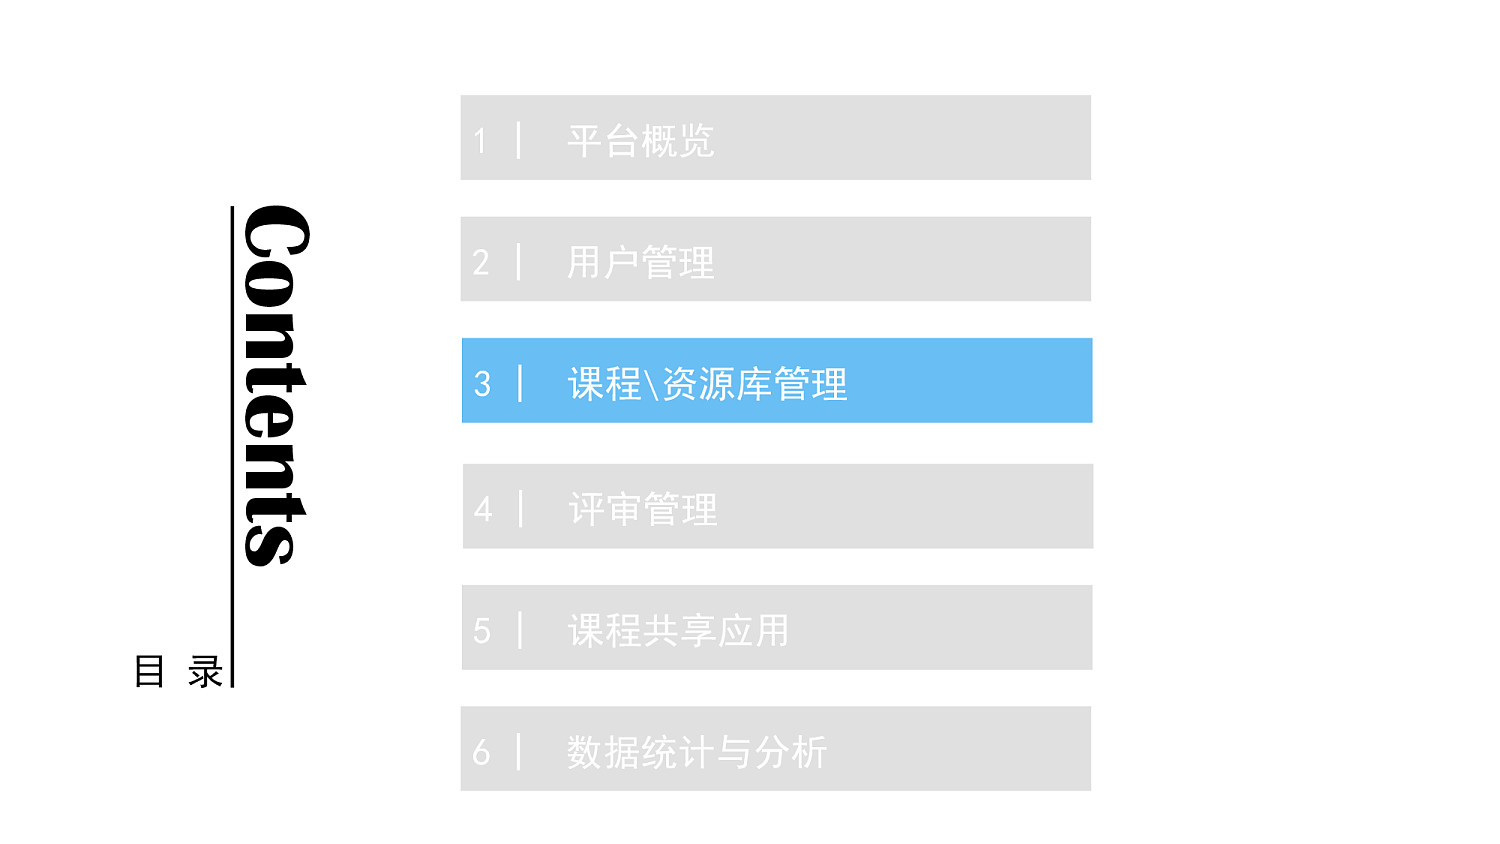 Contents
目 录
1 | 平台概览
2 | 用户管理
3 | 课程\资源库管理
4 | 评审管理
5 | 课程共享应用
6 | 数据统计与分析